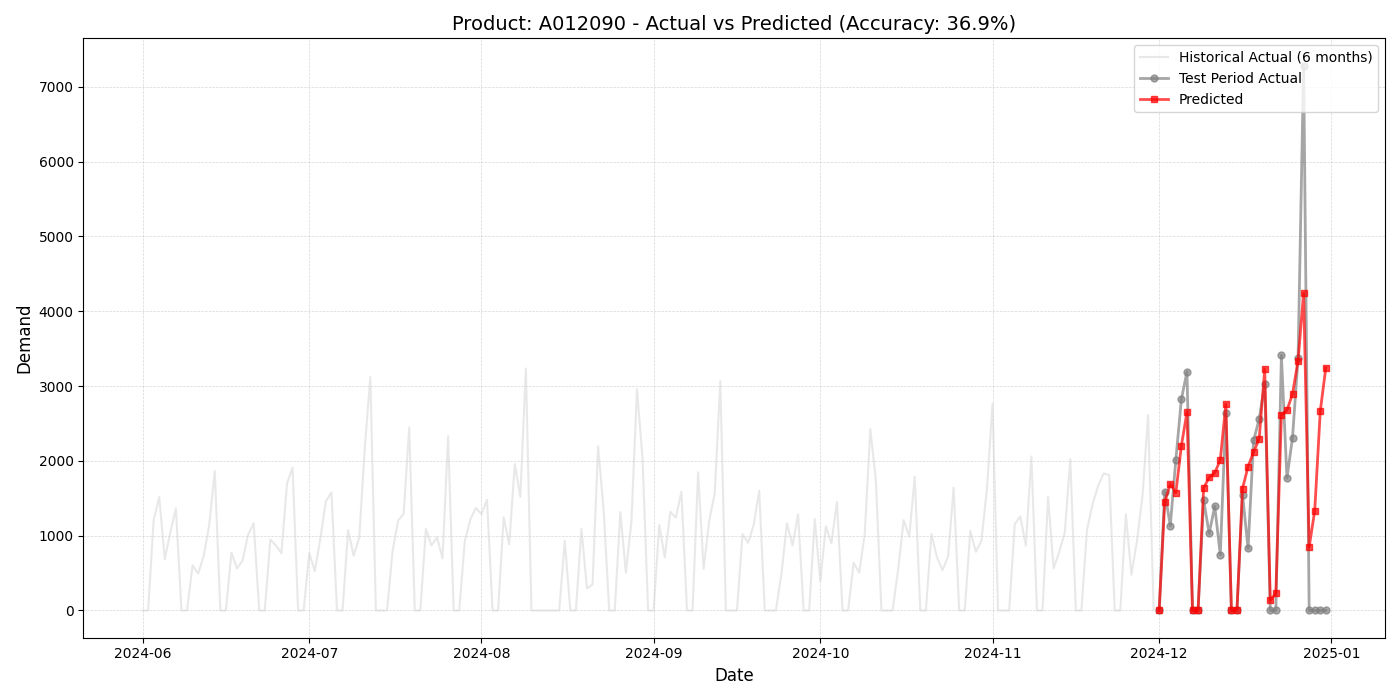 Product: A012090 - Actual vs Predicted (Accuracy: 36.9%)
Historical Actual (6 months)
Test Period Actual
Predicted
Demand
7000
6000
5000
4000
3000
2000
1000
0
2024-06
2024-07
2024-08
2024-09
2024-10
2024-11
2024-12
2025-01
Date